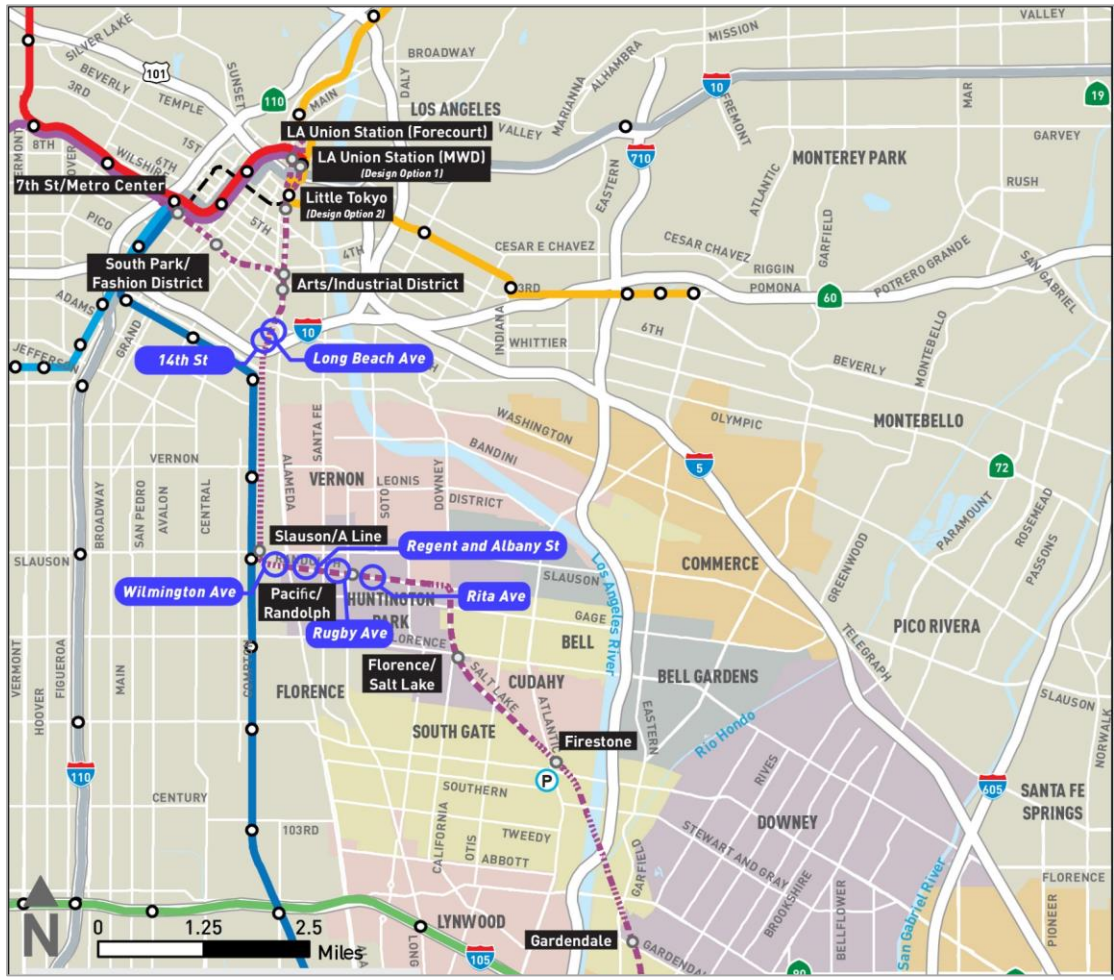 VALLEY
MISSION
SILVER LAKE
BROADWAY
ALHAMBRA
MARIANNA
SUNSET
DALY
BEVERLY
3RD
101
TEMPLE
110
MAIN
LOS ANGELES
10
FREMONT
MAR
19
VERMONT
8TH
HOOVER
WILSHIRE
6TH
1ST
LA Union Station (Forecourt)
VALLEY
710
GARVEY
EASTERN
MONTEREY PARK
LA Union Station (MWD)
(Design Option 1)
7th St/Metro Center
ATLANTIC
RUSH
Little Tokyo
(Design Option 2)
PICO
5TH
4TH
CESAR E CHAVEZ
CESAR CHAVEZ
GARFIELD
RIGGIN
POMONA
POTRERO GRANDE
SAN GABRIEL
South Park/
Fashion District
Arts/Industrial District
3RD
60
ADAMS
GRAND
JEFFERSON
10
INDIANA
6TH
WHITTIER
MONTEBELLO
14th St
Long Beach Ave
BEVERLY
SANTA FE
WASHINGTON
OLYMPIC
MONTEBELLO
BANDINI
5
VERNON
ALAMEDA
VERNON
LEONIS
SOTO
DOWNEY
DISTRICT
72
BROADWAY
SAN PEDRO
AVALON
CENTRAL
PARAMOUNT
ROSEMEAD
PASSONS
SLAUSON
Slauson/A Line
Regent and Albany St
COMMERCE
GREENWOOD
RANDOLPH
SLAUSON
Los Angeles River
Wilmington Ave
Pacific/
Randolph
HUNTINGTON
PARK
Rita Ave
GAGE
Rugby Ave
FLORENCE
BELL
PICO RIVERA
TELEGRAPH
VERMONT
HOOVER
FIGUEROA
MAIN
COMPTON
FLORENCE
Florence/
Salt Lake
SALT LAKE
CUDAHY
BELL GARDENS
SLAUSON
NORWALK
SOUTH GATE
ATLANTIC
EASTERN
Rio Hondo
Firestone
110
P
RIVES
605
SANTA FE
SPRINGS
CENTURY
SOUTHERN
103RD
CALIFORNIA
OTIS
TWEEDY
ABBOTT
GARFIELD
STEWART AND GRAY
DOWNEY
BROOKSHIRE
BELLFLOWER
San Gabriel River
FLORENCE
PIONEER
N
0 1.25 2.5
Miles
LYNWOOD
LONG
105
Gardendale
GARDENDALE